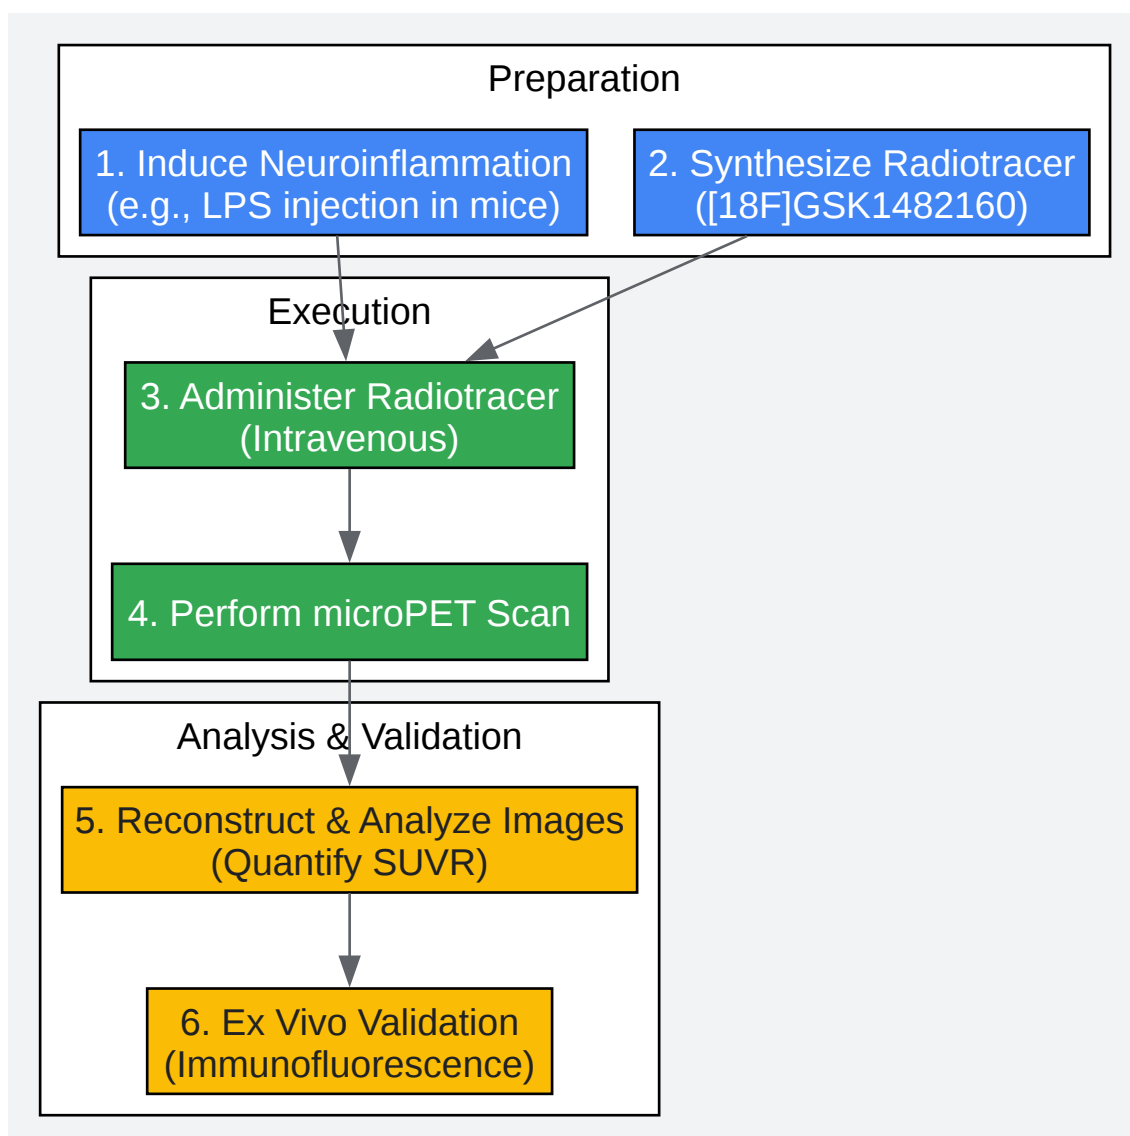 Preparation
1. Induce Neuroinflammation
(e.g., LPS injection in mice)
2. Synthesize Radiotracer
([18F]GSK1482160)
Execution
3. Administer Radiotracer
(Intravenous)
4. Perform microPET Scan
Analysis & Validation
5. Reconstruct & Analyze Images
(Quantify SUVR)
6. Ex Vivo Validation
(Immunofluorescence)